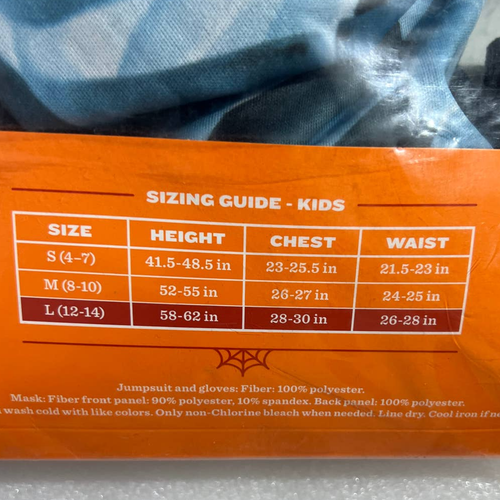 SIZING GUIDE - KIDS
SIZE HEIGHT CHEST WAIST
S (4-7) 41.5-48.5 in 23-25.5 in 21.5-23 in
M (8-10) 52-55 in 26-27 in 24-25 in
L (12-14) 58-62 in 28-30 in 26-28 in
Jumpsuit and gloves: Fiber: 100% polyester.
Mask: Fiber front panel: 90% polyester, 10% spandex. Back panel: 100% polyester.
wash cold with like colors. Only non-Chlorine bleach when needed. Line dry. Cool iron if